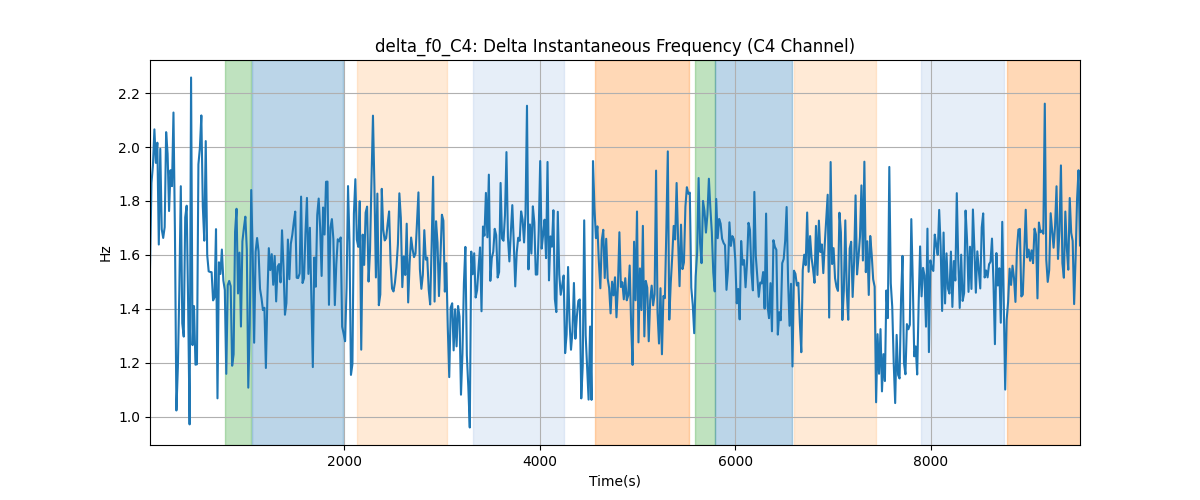 delta_f0_C4: Delta Instantaneous Frequency (C4 Channel)
2.2
2.0
1.8
1.6
1.4
1.2
1.0
Hz
2000 4000 6000 8000
Time(s)